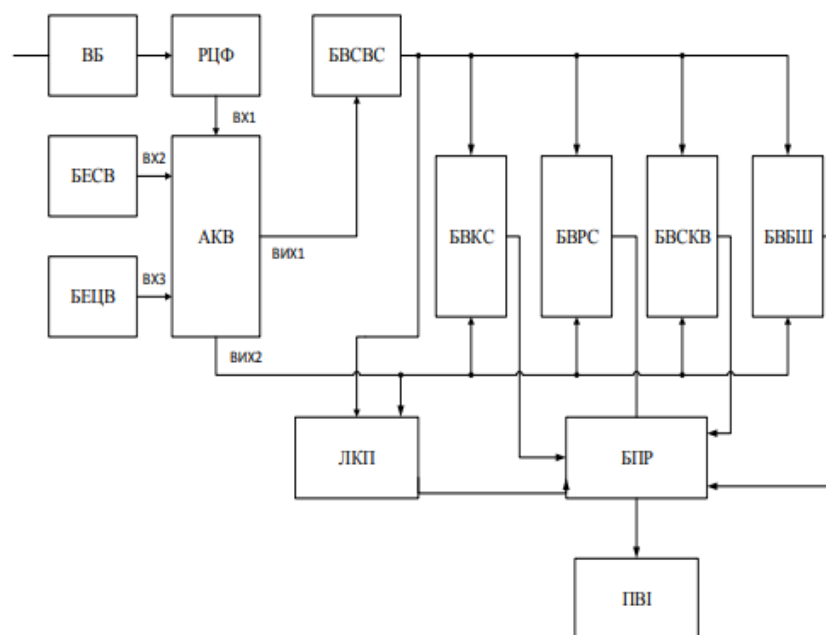 ВБ
РЦФ
БВСВС
ВХ1
БЕСВ
ВХ2
АКВ
ВИХ1
БВКС
БВРС
БВСКВ
БВБШ
БЕЦВ
ВХ3
ВИХ2
ЛКП
БПР
ПВІ